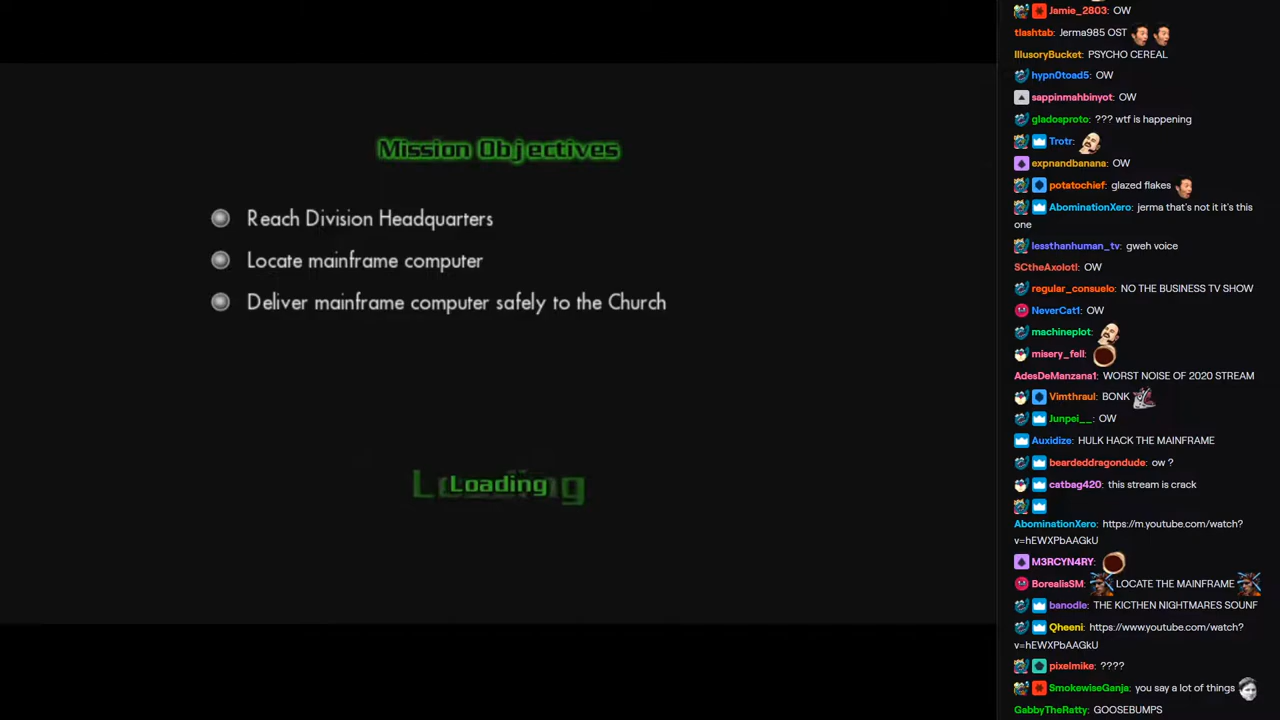 Mission Objectives
Reach Division Headquarters
Locate mainframe computer
Deliver mainframe computer safely to the Church
Loading
Loading
Jamie_2803: OW
tlashtab: Jerma985 OST
IllusoryBucket: PSYCHO CEREAL
hypn0toad5: OW
sappinmahbinyot: OW
gladosproto: ??? wtf is happening
Trotr:
expnandbanana: OW
potatochief: glazed flakes
AbominationXero: jerma that's not it it's this
one
lessthanhuman_tv: gweh voice
SCtheAxolotl: OW
regular_consuelo: NO THE BUSINESS TV SHOW
NeverCat1: OW
machineplot:
misery_fell:
AdesDeManzana1: WORST NOISE OF 2020 STREAM
Vimthraul: BONK
Junpei__: OW
Auxidize: HULK HACK THE MAINFRAME
beardeddragondude: ow ?
catbag420: this stream is crack
AbominationXero: https://m.youtube.com/watch?
v=hEWXPbAAGkU
M3RCYN4RY:
BorealisSM: LOCATE THE MAINFRAME
banodle: THE KICTHEN NIGHTMARES SOUNF
Qheeni: https://www.youtube.com/watch?
v=hEWXPbAAGkU
pixelmike: ????
SmokewiseGanja: you say a lot of things
GabbyTheRatty: GOOSEBUMPS